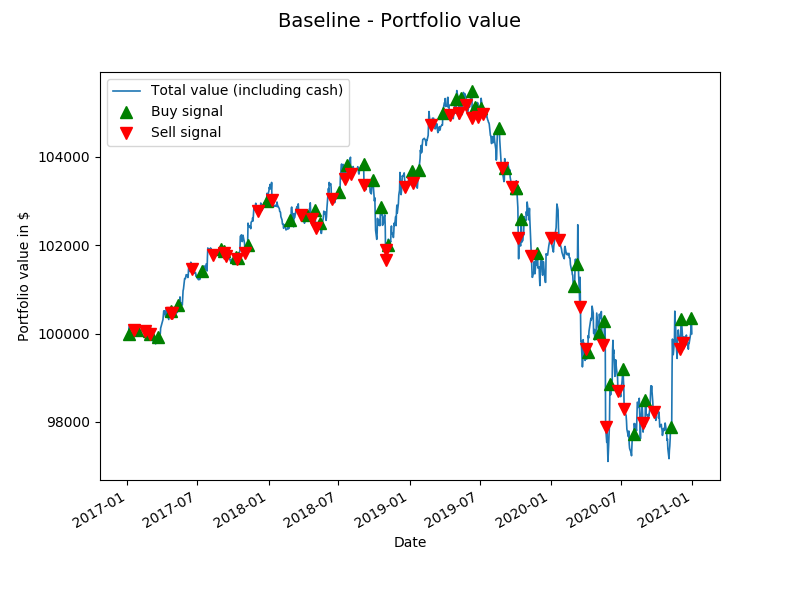 Baseline - Portfolio value
Total value (including cash)
Buy signal
Sell signal
Portfolio value in $
104000
102000
100000
98000
2017-01
2017-07
2018-01
2018-07
2019-01
2019-07
2020-01
2020-07
2021-01
Date